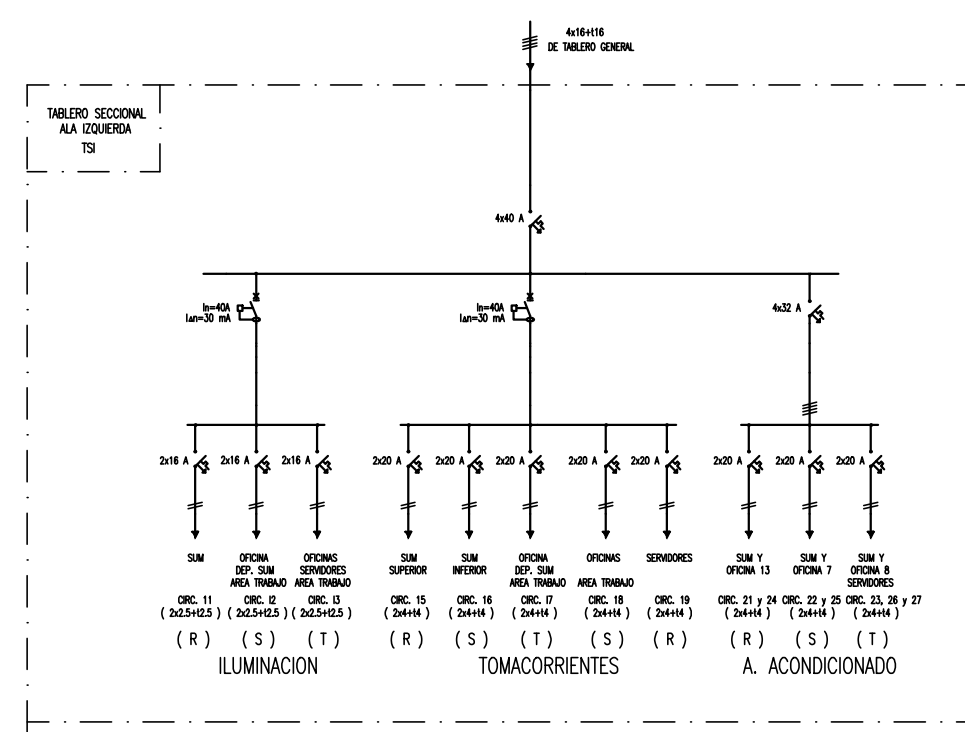 4x16+t16
DE TABLERO GENERAL
TABLERO SECCIONAL
ALA IZQUIERDA
TSI
4x40 A
In=40A
IΔn=30 mA
In=40A
IΔn=30 mA
4x32 A
2x16 A 2x16 A 2x16 A 2x20 A 2x20 A 2x20 A 2x20 A 2x20 A 2x20 A 2x20 A 2x20 A
SUM
OFICINA
DEP. SUM
AREA TRABAJO
OFICINAS
SERVIDORES
AREA TRABAJO
SUM
SUPERIOR
SUM
INFERIOR
OFICINA
DEP. SUM
AREA TRABAJO
OFICINAS
AREA TRABAJO
SERVIDORES
SUM Y
OFICINA 13
SUM Y
OFICINA 7
SUM Y
OFICINA 8
SERVIDORES
CIRC. 11 CIRC. 12 CIRC. 13 CIRC. 15 CIRC. 16 CIRC. 17 CIRC. 18 CIRC. 19 CIRC. 21 y 24 CIRC. 22 y 25 CIRC. 23, 26 y 27
( 2x2.5+t2.5 ) ( 2x2.5+t2.5 ) ( 2x2.5+t2.5 ) ( 2x4+t4 ) ( 2x4+t4 ) ( 2x4+t4 ) ( 2x4+t4 ) ( 2x4+t4 ) ( 2x4+t4 ) ( 2x4+t4 ) ( 2x4+t4 )
( R ) ( S ) ( T ) ( R ) ( S ) ( T ) ( S ) ( R ) ( R ) ( S ) ( T )
ILUMINACION TOMACORRIENTES A. ACONDICIONADO